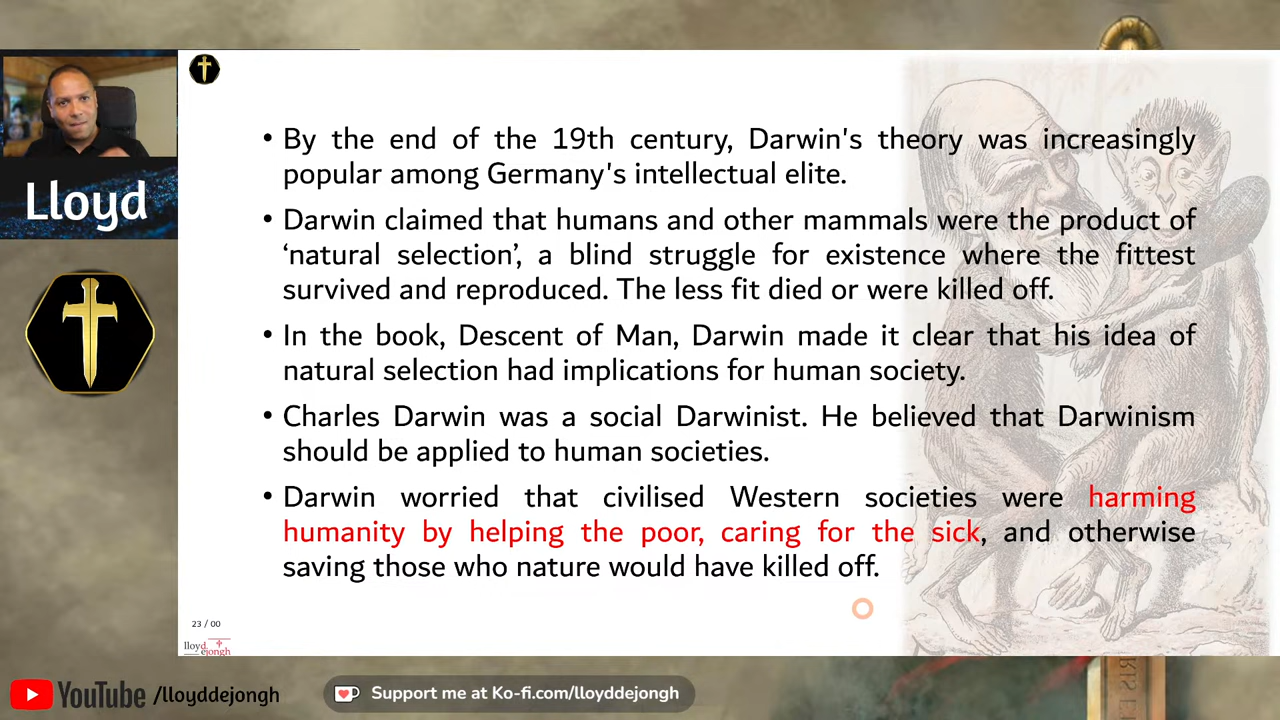 Lloyd
• By the end of the 19th century, Darwin's theory was increasingly
popular among Germany's intellectual elite.
• Darwin claimed that humans and other mammals were the product of
‘natural selection’, a blind struggle for existence where the fittest
survived and reproduced. The less fit died or were killed off.
• In the book, Descent of Man, Darwin made it clear that his idea of
natural selection had implications for human society.
• Charles Darwin was a social Darwinist. He believed that Darwinism
should be applied to human societies.
• Darwin worried that civilised Western societies were harming
humanity by helping the poor, caring for the sick, and otherwise
saving those who nature would have killed off.
23 / 00
lloyd
ejongh
YouTube /lloyddejongh
Support me at Ko-fi.com/lloyddejongh